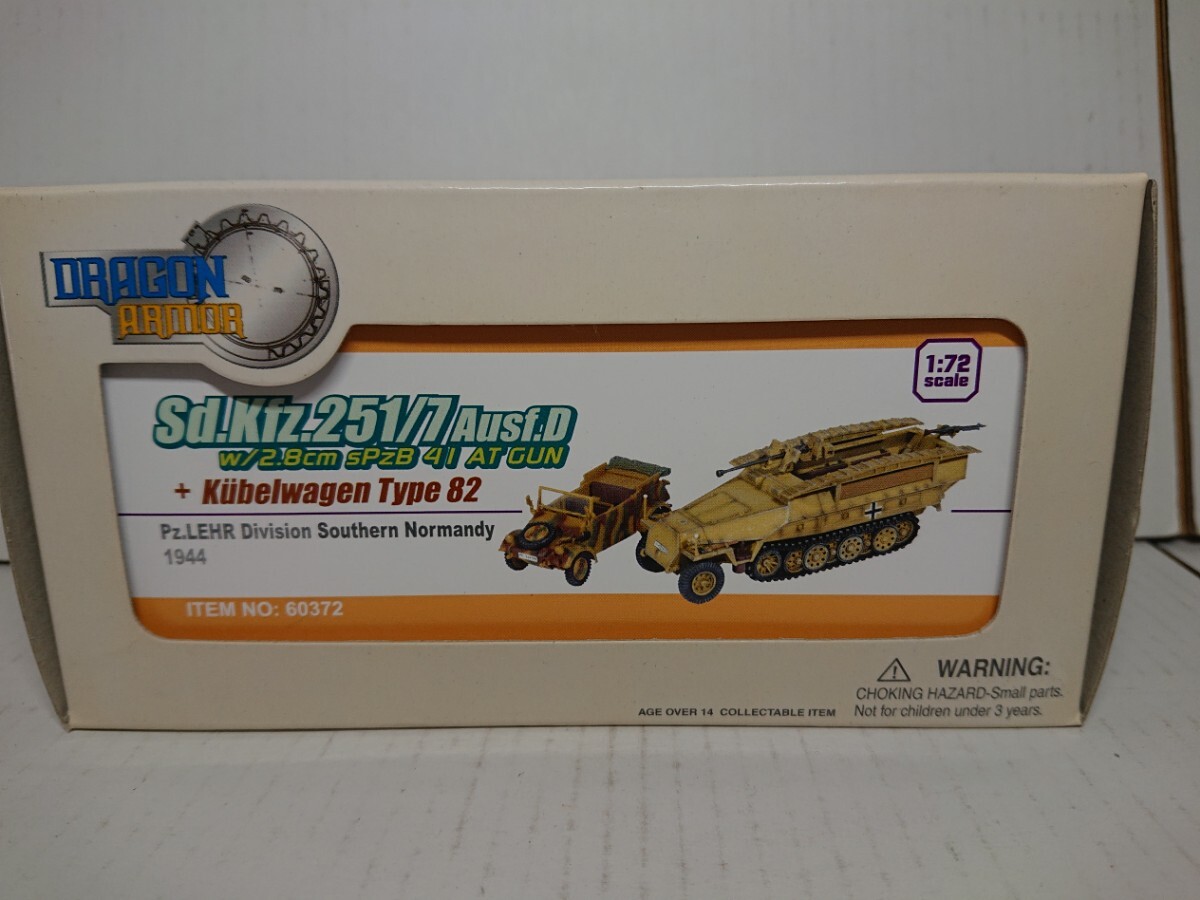 DRAGON
ARMOR
1:72
scale
Sd.Kfz.251/7 Ausf.D
w/2.8cm sPzB 41 AT GUN
+ Kübelwagen Type 82
Pz.LEHR Division Southern Normandy
1944
ITEM NO: 60372
WARNING:
CHOKING HAZARD-Small parts.
Not for children under 3 years.
AGE OVER 14 COLLECTABLE ITEM